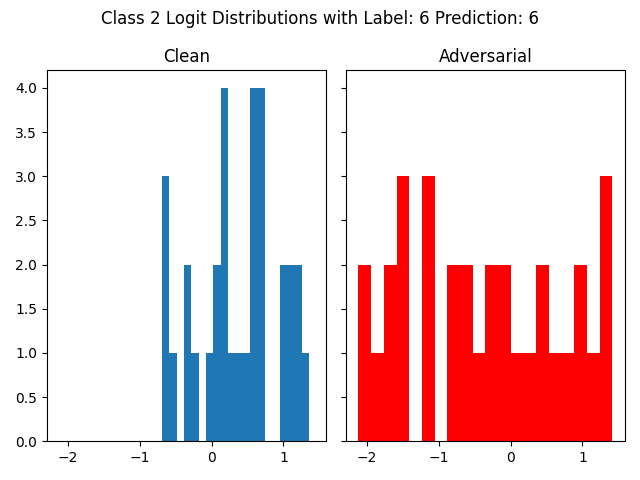 Class 2 Logit Distributions with Label: 6 Prediction: 6
Clean
Adversarial
4.0
3.5
3.0
2.5
2.0
1.5
1.0
0.5
0.0
−2 −1 0 1
−2 −1 0 1